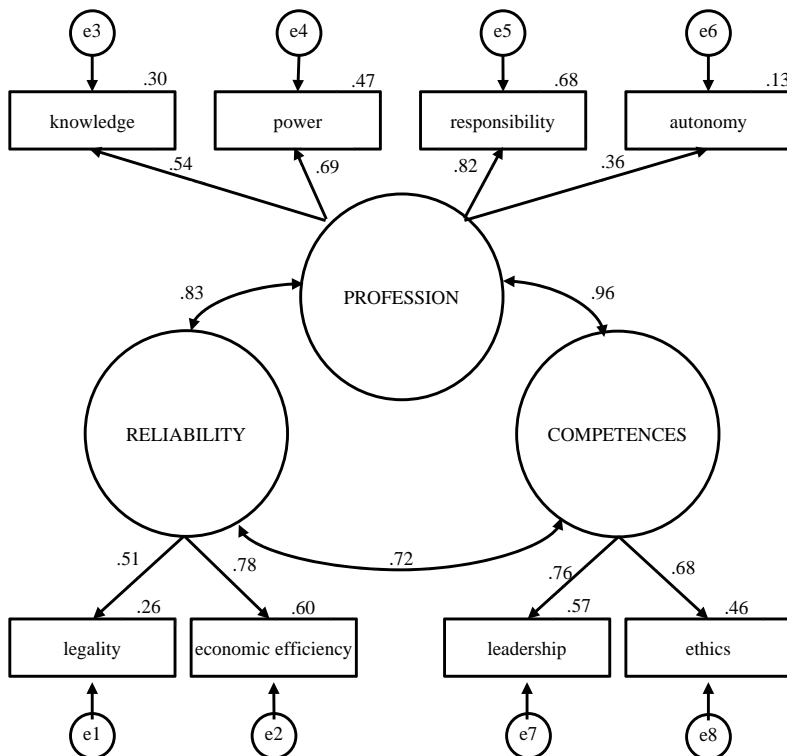 e3
e4
e5
e6
.30
.47
.68
.13
knowledge
power
responsibility
autonomy
.54
.69
.82
.36
.83
PROFESSION
.96
RELIABILITY
COMPETENCES
.51
.78
.72
.76
.68
.26
.60
.57
.46
legality
economic efficiency
leadership
ethics
e1
e2
e7
e8